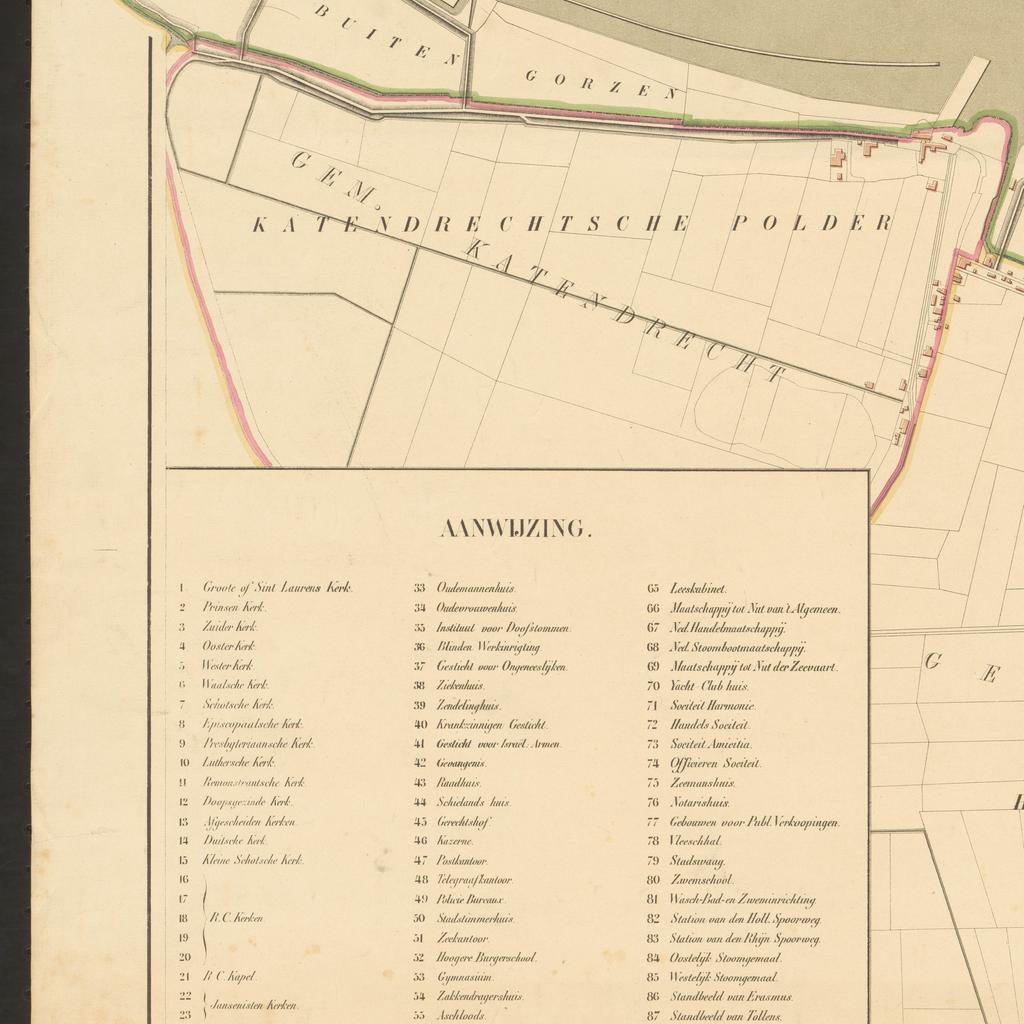 BUITEN GORZEN
GEM. KATENDRECHT
KATENDRECHTSCHE POLDER
GE
AANWIJZING.
1 Groote of Sint Laurens Kerk.
2 Prinsen Kerk.
3 Zuider Kerk.
4 Ooster Kerk.
5 Wester Kerk.
6 Waalsche Kerk.
7 Schotsche Kerk.
8 Episcopaalsche Kerk.
9 Presbyteriaansche Kerk.
10 Luthersche Kerk.
11 Remonstrantsche Kerk.
12 Doopsgezinde Kerk.
13 Afgescheiden Kerken.
14 Duitsche Kerk.
15 Kleine Schotsche Kerk.
16
17
18 R.C. Kerken
19
20
21 R.C. Kapel.
22
Jansenisten Kerken.
23
33 Oudemannenhuis.
34 Oudevrouwenhuis.
35 Instituut voor Doofstommen.
36 Blinden Werkinrigting.
37 Gesticht voor Ongeneeslijken.
38 Ziekenhuis.
39 Zendelinghuis.
40 Krankzinnigen Gesticht.
41 Gesticht voor Israël. Armen.
42 Gevangenis.
43 Raadhuis.
44 Schielands huis.
45 Gerechtshof.
46 Kazerne.
47 Postkantoor.
48 Telegraafkantoor.
49 Policie Bureaux.
50 Stadstimmerhuis.
51 Zeekantoor.
52 Hoogere Burgerschool.
53 Gymnasium.
54 Zakkendragershuis.
55 Aschloods.
65 Leeskabinet.
66 Maatschappij tot Nut van 't Algemeen.
67 Ned. Handelmaatschappij.
68 Ned. Stoombootmaatschappij.
69 Maatschappij tot Nut der Zeevaart.
70 Yacht-Club huis.
71 Societeit Harmonie.
72 Handels Societeit.
73 Societeit Amicitia.
74 Officieren Societeit.
75 Zeemanshuis.
76 Notarishuis.
77 Gebouwen voor Publ. Verkoopingen.
78 Vleeschhal.
79 Stadswaag.
80 Zwemschool.
81 Wasch-Bad-en Zweminrichting.
82 Station van den Holl. Spoorweg.
83 Station van den Rhijn Spoorweg.
84 Oostelijk Stoomgemaal.
85 Westelijk Stoomgemaal.
86 Standbeeld van Erasmus.
87 Standbeeld van Tollens.